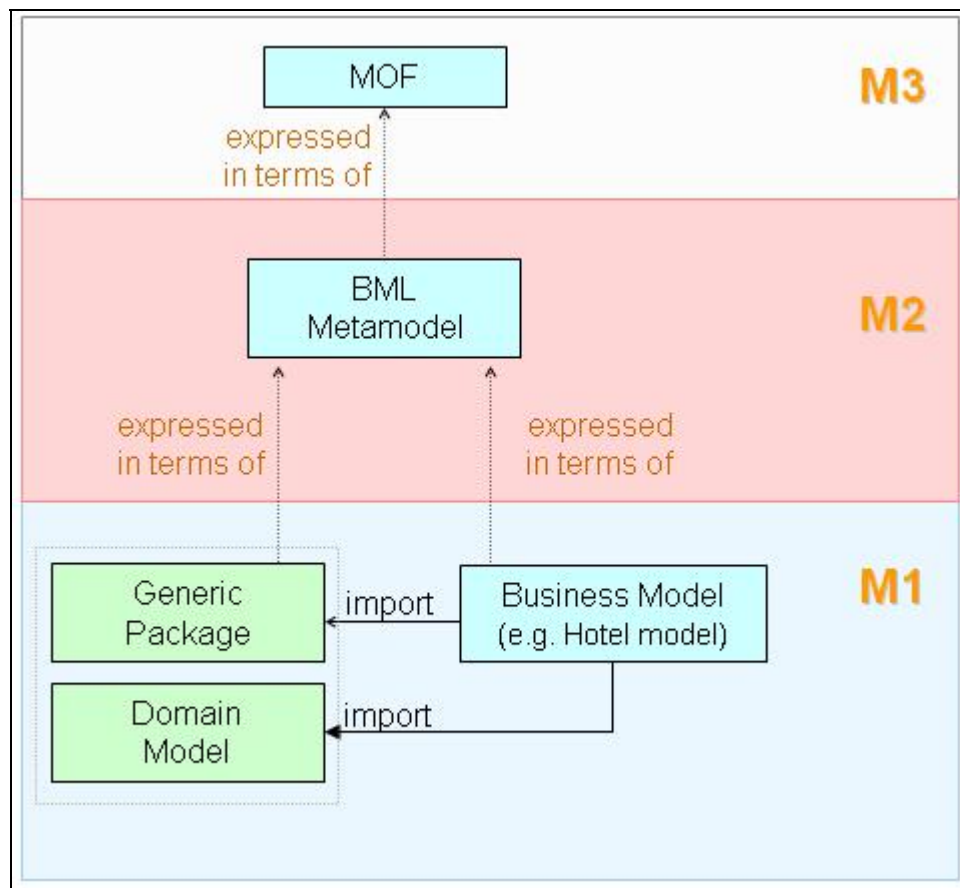 MOF
M3
expressed
in terms of
BML
Metamodel
M2
expressed
in terms of
expressed
in terms of
Generic
Package
import
Business Model
(e.g. Hotel model)
M1
Domain
Model
import